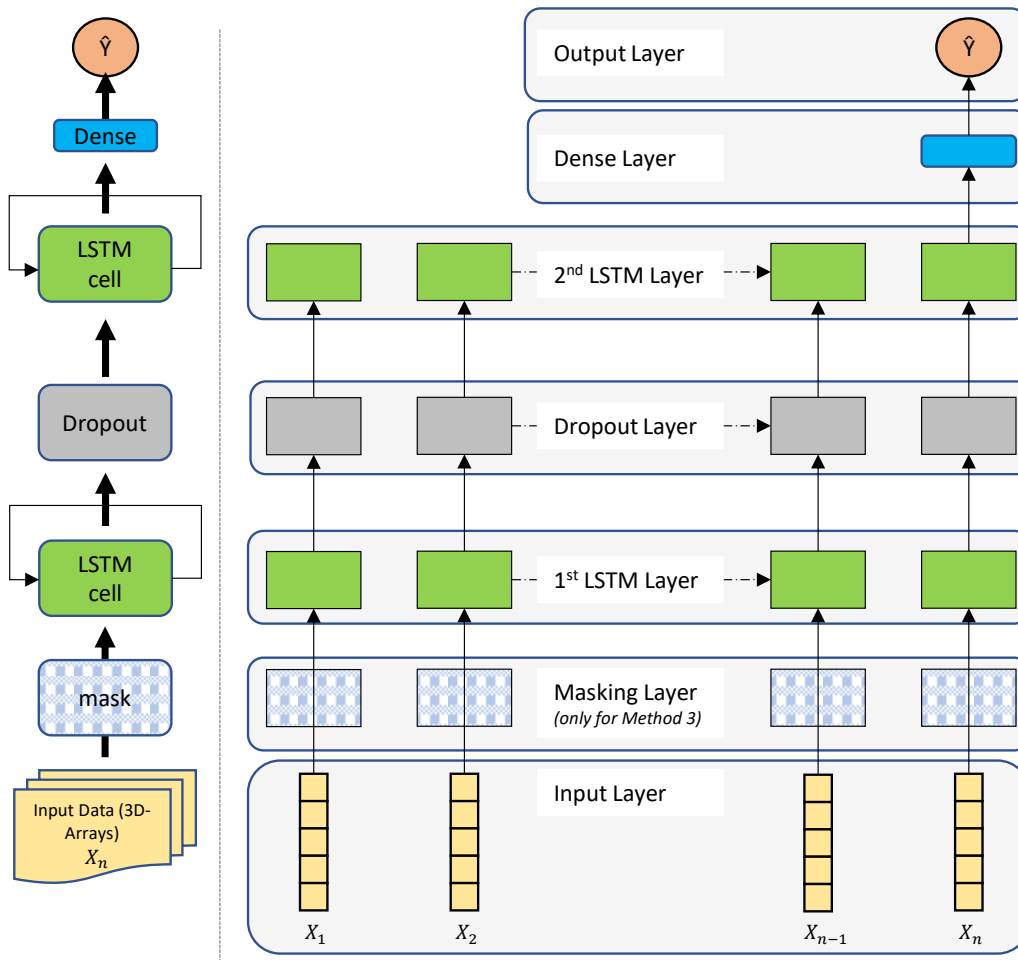 Ŷ
Dense
LSTM
cell
Dropout
LSTM
cell
mask
Input Data (3D-
Arrays)
Xₙ
Output Layer
Ŷ
Dense Layer
2ⁿᵈ LSTM Layer
Dropout Layer
1ˢᵗ LSTM Layer
Masking Layer
(only for Method 3)
Input Layer
X₁ X₂ Xₙ₋₁ Xₙ